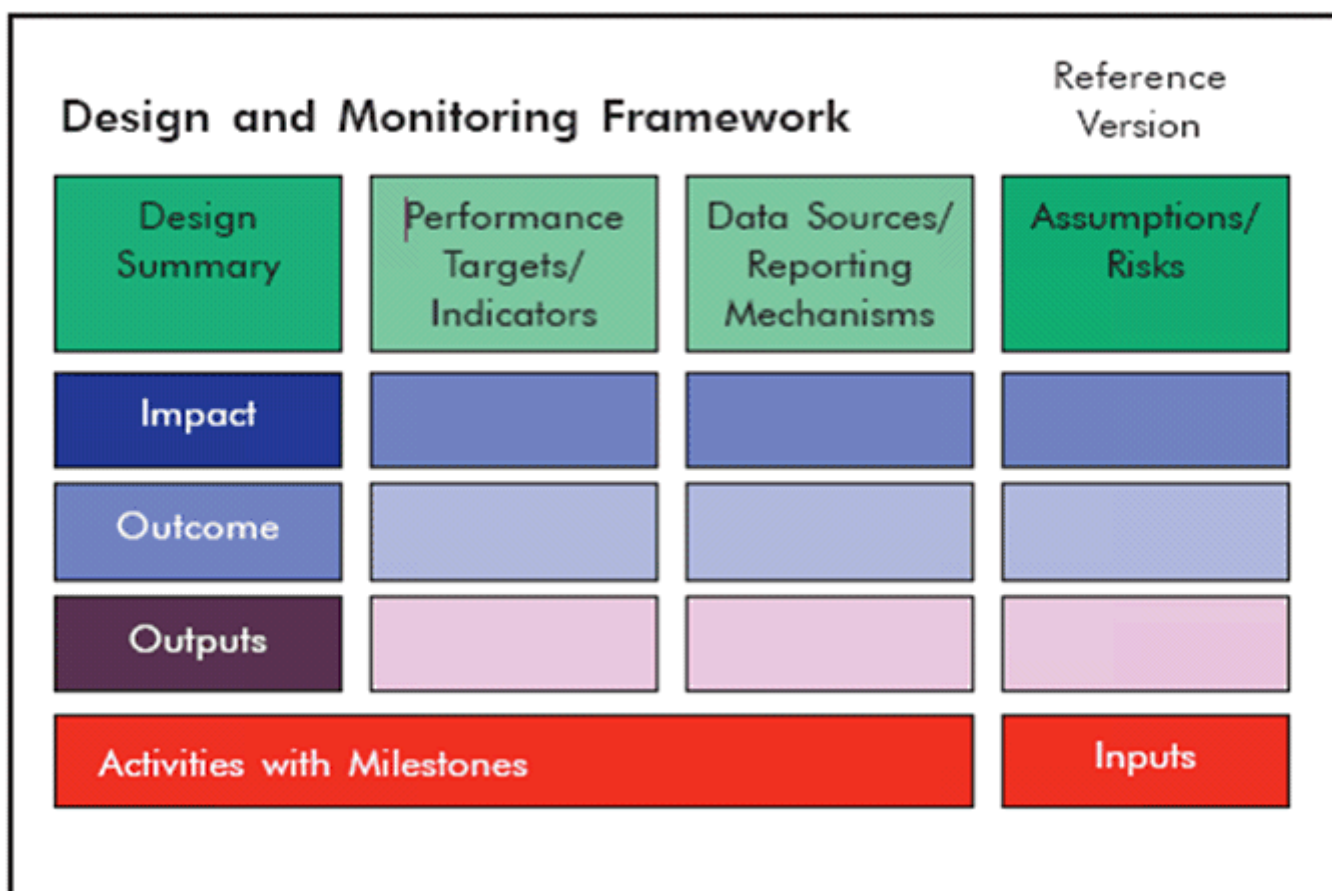 Design and Monitoring Framework
Reference
Version
Design
Summary
Performance
Targets/
Indicators
Data Sources/
Reporting
Mechanisms
Assumptions/
Risks
Impact
Outcome
Outputs
Activities with Milestones
Inputs